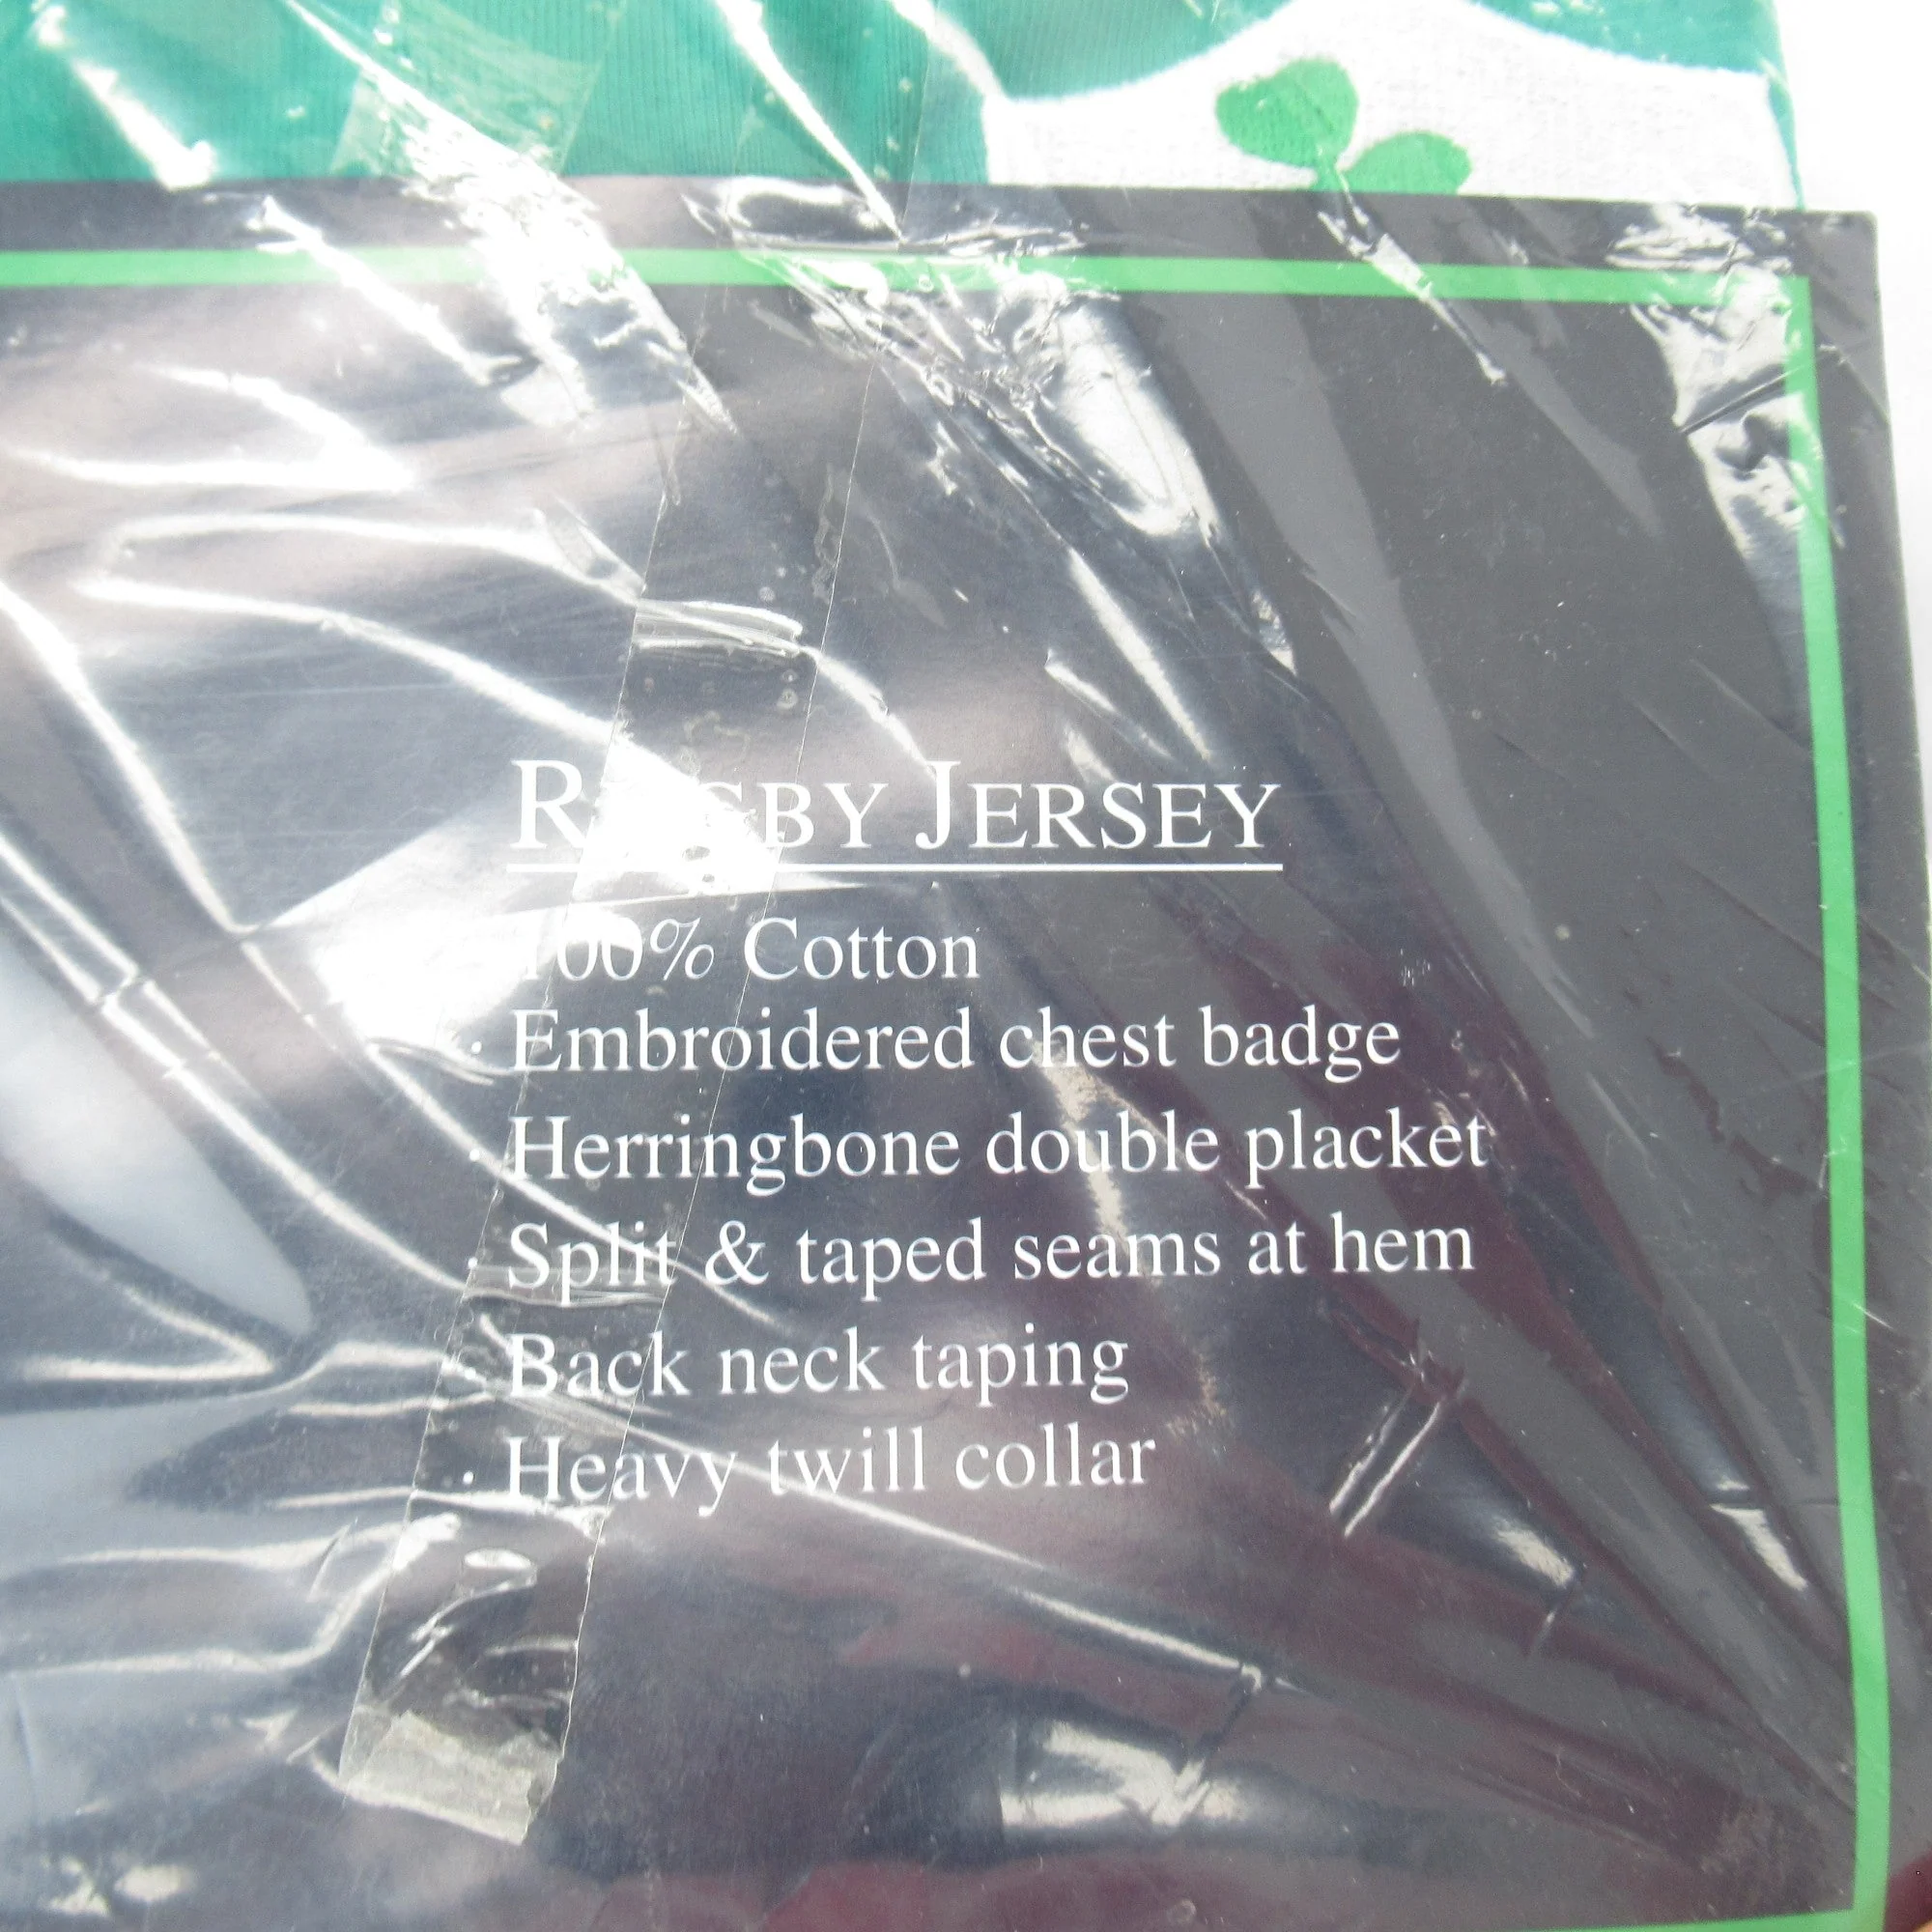 RUGBY JERSEY
100% Cotton
· Embroidered chest badge
· Herringbone double placket
· Split & taped seams at hem
· Back neck taping
· Heavy twill collar